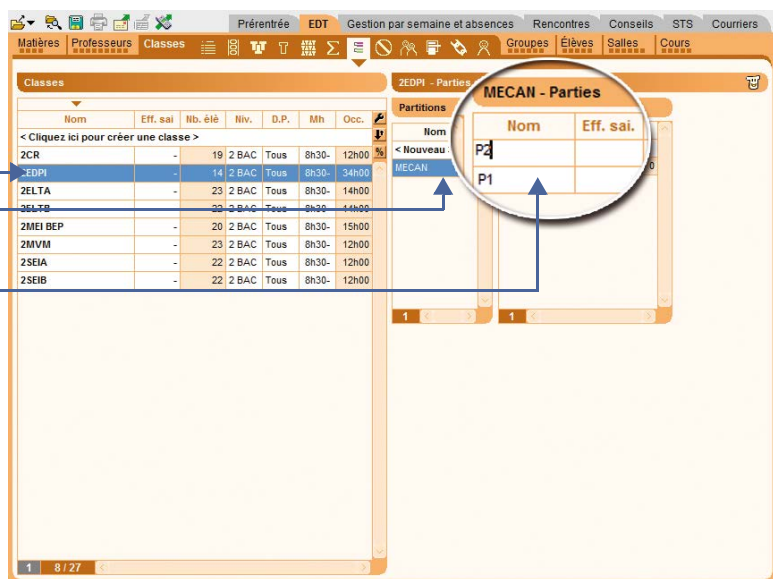 Prérentrée EDT Gestion par semaine et absences Rencontres Conseils STS Courriers
Matières Professeurs Classes Groupes Élèves Salles Cours
Classes
Nom Eff. sai Nb. élè Niv. D.P. Mh Occ.
< Cliquez ici pour créer une classe >
2CR - 19 2 BAC Tous 8h30- 12h00
2EDPI - 14 2 BAC Tous 8h30- 34h00
2ELTA - 23 2 BAC Tous 8h30- 14h00
2ELTB - 22 2 BAC Tous 8h30- 14h00
2MEI BEP - 20 2 BAC Tous 8h30- 15h00
2MVM - 23 2 BAC Tous 8h30- 12h00
2SEIA - 22 2 BAC Tous 8h30- 12h00
2SEIB - 22 2 BAC Tous 8h30- 12h00
1 8 / 27
2EDPI - Parties
Partitions
Nom
< Nouveau
MECAN
1
MECAN - Parties
Nom Eff. sai.
P2
P1
0
1
%